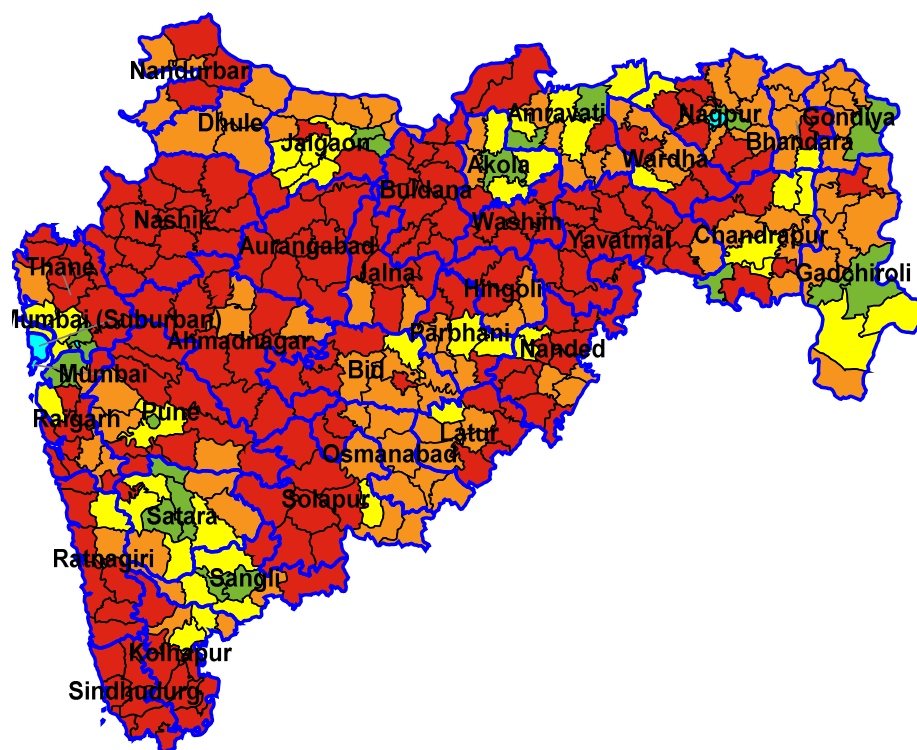 Nandurbar
Dhule
Jalgaon
Amravati
Nagpur
Gondiya
Bhandara
Akola
Wardha
Buldana
Nashik
Washim
Aurangabad
Yavatmal
Chandrapur
Thane
Jalna
Hingoli
Gadchiroli
Mumbai (Suburban)
Ahmadnagar
Parbhani
Nanded
Mumbai
Bid
Raigarh
Pune
Latur
Osmanabad
Solapur
Satara
Ratnagiri
Sangli
Kolhapur
Sindhudurg